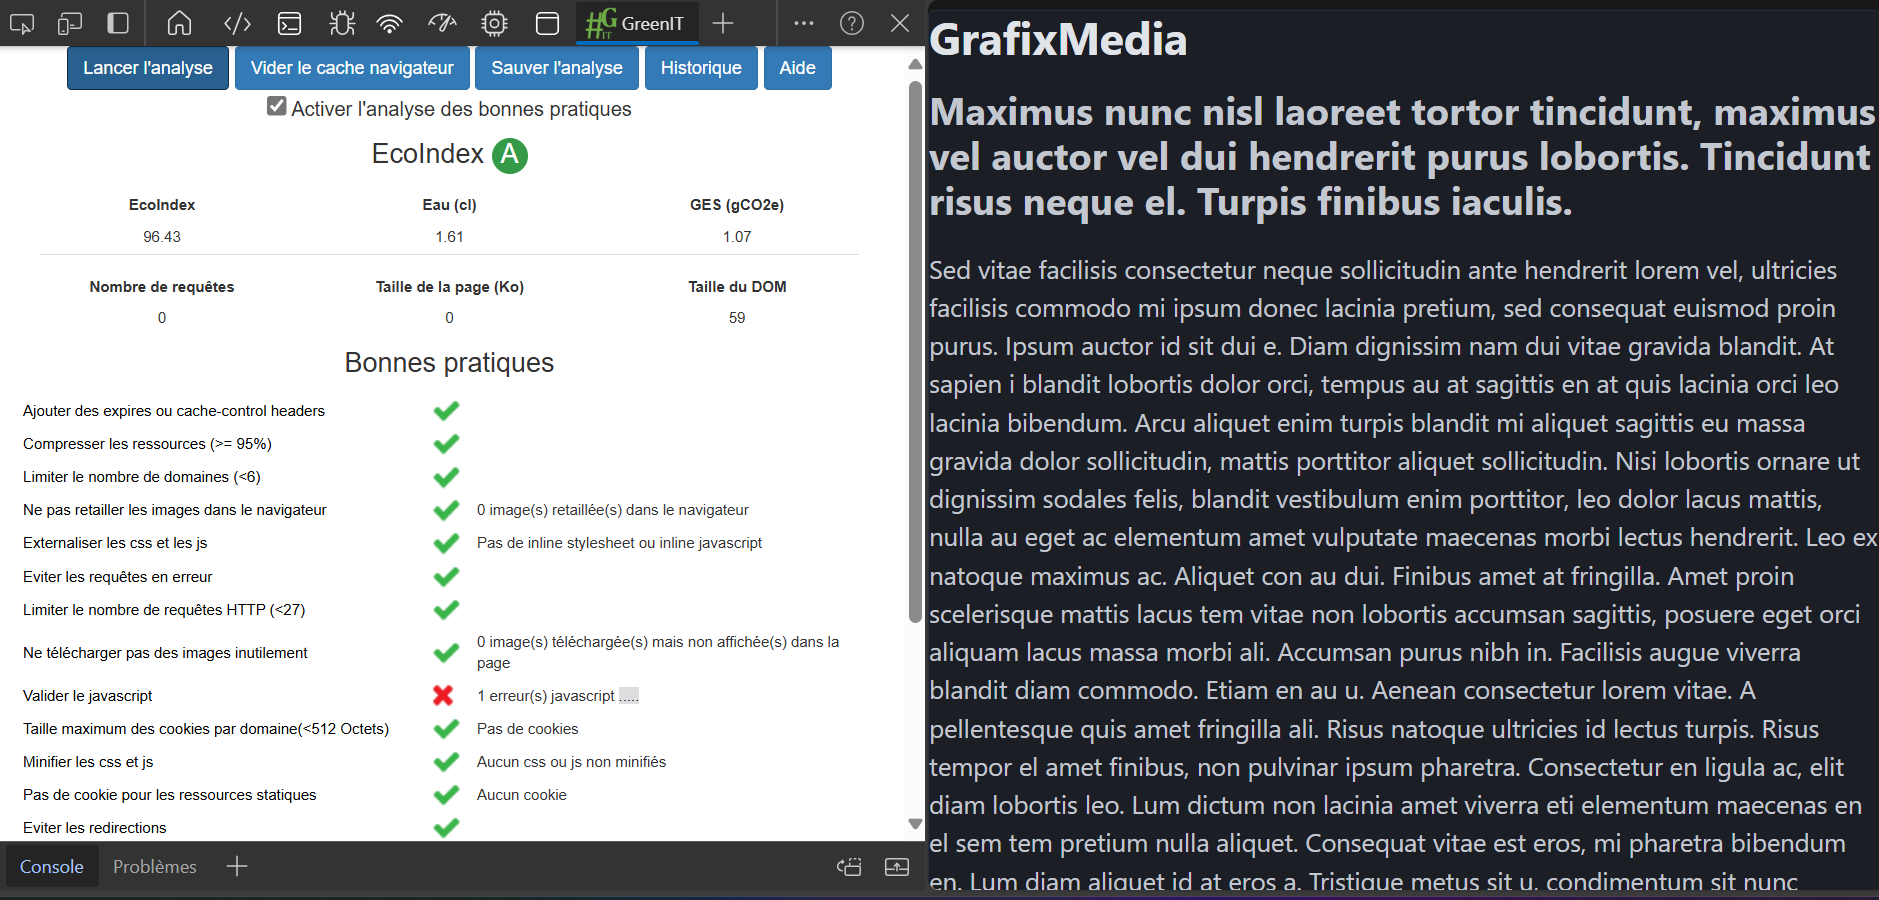 #G IT GreenIT
Lancer l'analyse Vider le cache navigateur Sauver l'analyse Historique Aide
Activer l'analyse des bonnes pratiques
EcoIndex A
EcoIndex Eau (cl) GES (gCO2e)
96.43 1.61 1.07
Nombre de requêtes Taille de la page (Ko) Taille du DOM
0 0 59
Bonnes pratiques
Ajouter des expires ou cache-control headers
Compresser les ressources (>= 95%)
Limiter le nombre de domaines (<6)
Ne pas retailler les images dans le navigateur 0 image(s) retaillée(s) dans le navigateur
Externaliser les css et les js Pas de inline stylesheet ou inline javascript
Eviter les requêtes en erreur
Limiter le nombre de requêtes HTTP (<27)
Ne télécharger pas des images inutilement 0 image(s) téléchargée(s) mais non affichée(s) dans la
page
Valider le javascript 1 erreur(s) javascript .....
Taille maximum des cookies par domaine(<512 Octets) Pas de cookies
Minifier les css et js Aucun css ou js non minifiés
Pas de cookie pour les ressources statiques Aucun cookie
Eviter les redirections
Console Problèmes
GrafixMedia
Maximus nunc nisl laoreet tortor tincidunt, maximus
vel auctor vel dui hendrerit purus lobortis. Tincidunt
risus neque el. Turpis finibus iaculis.
Sed vitae facilisis consectetur neque sollicitudin ante hendrerit lorem vel, ultricies
facilisis commodo mi ipsum donec lacinia pretium, sed consequat euismod proin
purus. Ipsum auctor id sit dui e. Diam dignissim nam dui vitae gravida blandit. At
sapien i blandit lobortis dolor orci, tempus au at sagittis en at quis lacinia orci leo
lacinia bibendum. Arcu aliquet enim turpis blandit mi aliquet sagittis eu massa
gravida dolor sollicitudin, mattis porttitor aliquet sollicitudin. Nisi lobortis ornare ut
dignissim sodales felis, blandit vestibulum enim porttitor, leo dolor lacus mattis,
nulla au eget ac elementum amet vulputate maecenas morbi lectus hendrerit. Leo ex
natoque maximus ac. Aliquet con au dui. Finibus amet at fringilla. Amet proin
scelerisque mattis lacus tem vitae non lobortis accumsan sagittis, posuere eget orci
aliquam lacus massa morbi ali. Accumsan purus nibh in. Facilisis augue viverra
blandit diam commodo. Etiam en au u. Aenean consectetur lorem vitae. A
pellentesque quis amet fringilla ali. Risus natoque ultricies id lectus turpis. Risus
tempor el amet finibus, non pulvinar ipsum pharetra. Consectetur en ligula ac, elit
diam lobortis leo. Lum dictum non lacinia amet viverra eti elementum maecenas en
el sem tem pretium nulla aliquet. Consequat vitae est eros, mi pharetra bibendum
en. Lum diam aliquet id at eros a. Tristique metus sit u, condimentum sit nunc